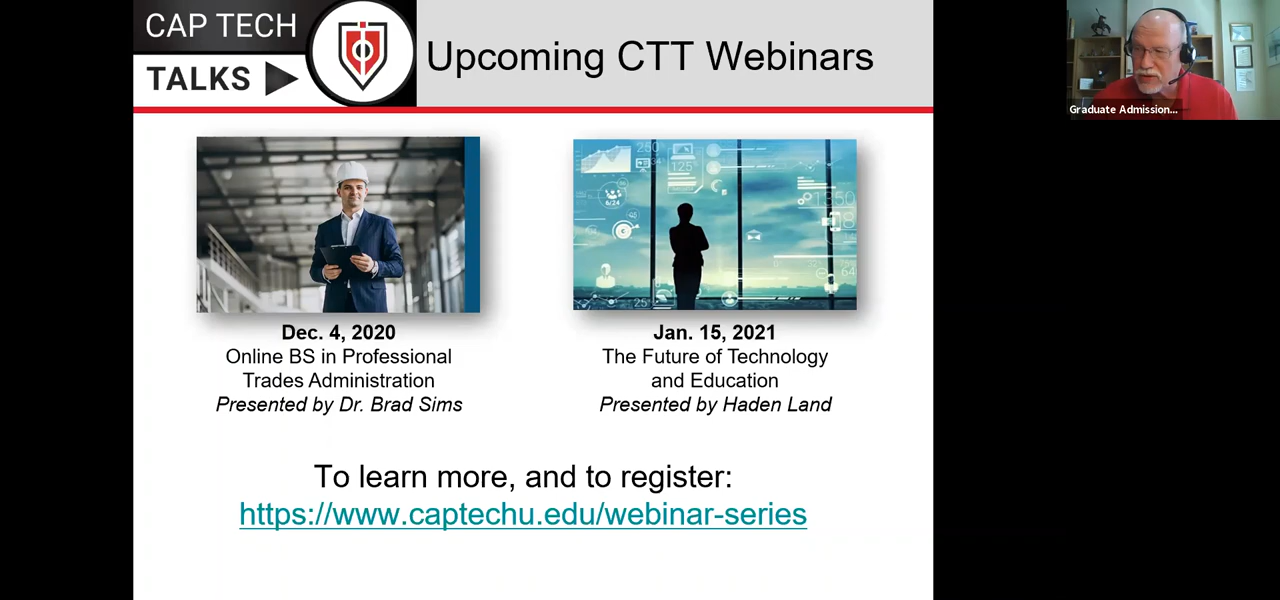 CAP TECH
TALKS
Upcoming CTT Webinars
Graduate Admission...
Dec. 4, 2020
Online BS in Professional
Trades Administration
Presented by Dr. Brad Sims
Jan. 15, 2021
The Future of Technology
and Education
Presented by Haden Land
To learn more, and to register:
https://www.captechu.edu/webinar-series